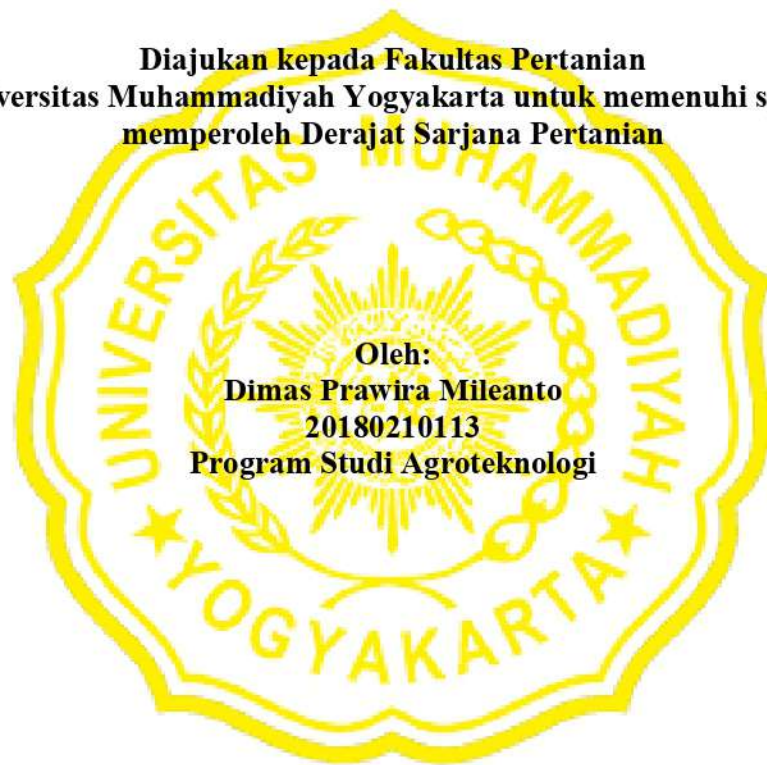 Diajukan kepada Fakultas Pertanian
versitas Muhammadiyah Yogyakarta untuk memenuhi s
memperoleh Derajat Sarjana Pertanian
UNIVERSITAS MUHAMMADIYAH
Oleh:
Dimas Prawira Mileanto
20180210113
Program Studi Agroteknologi
★ YOGYAKARTA ★